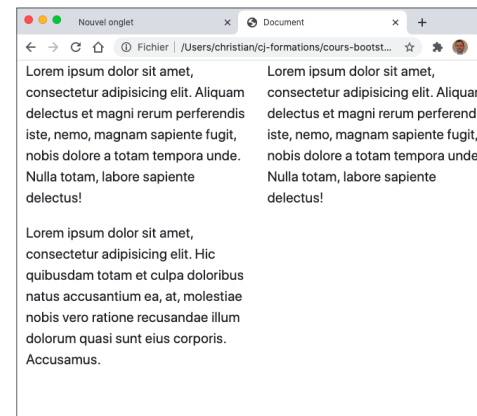 Nouvel onglet
Document
Fichier
/Users/christian/cj-formations/cours-bootst...
Lorem ipsum dolor sit amet,
consectetur adipisicing elit. Aliquam
delectus et magni rerum perferendis
iste, nemo, magnam sapiente fugit,
nobis dolore a totam tempora unde.
Nulla totam, labore sapiente
delectus!
Lorem ipsum dolor sit amet,
consectetur adipisicing elit. Hic
quibusdam totam et culpa doloribus
natus accusantium ea, at, molestiae
nobis vero ratione recusandae illum
dolorum quasi sunt eius corporis.
Accusamus.
Lorem ipsum dolor sit amet,
consectetur adipisicing elit. Aliquam
delectus et magni rerum perferend
iste, nemo, magnam sapiente fugit,
nobis dolore a totam tempora unde
Nulla totam, labore sapiente
delectus!